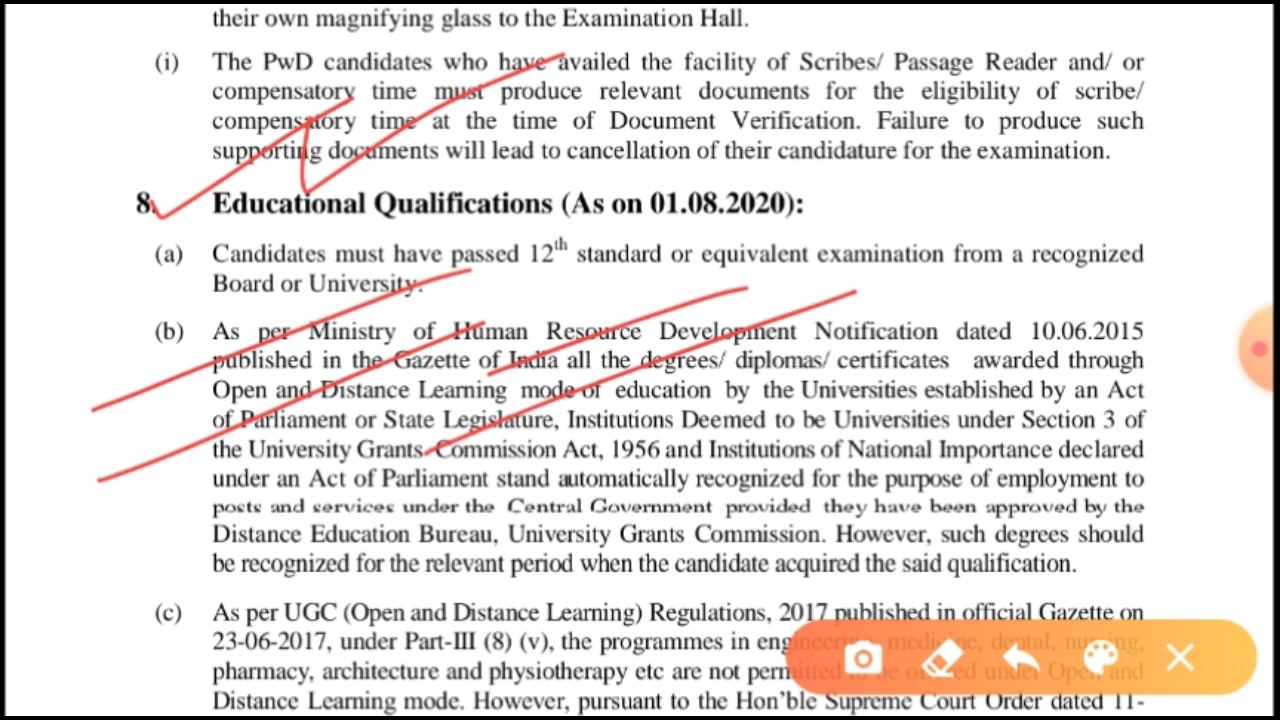 their own magnifying glass to the Examination Hall.
(i) The PwD candidates who have availed the facility of Scribes/ Passage Reader and/ or
compensatory time must produce relevant documents for the eligibility of scribe/
compensatory time at the time of Document Verification. Failure to produce such
supporting documents will lead to cancellation of their candidature for the examination.
8. Educational Qualifications (As on 01.08.2020):
(a) Candidates must have passed 12th standard or equivalent examination from a recognized
Board or University.
(b) As per Ministry of Human Resource Development Notification dated 10.06.2015
published in the Gazette of India all the degrees/ diplomas/ certificates awarded through
Open and Distance Learning mode of education by the Universities established by an Act
of Parliament or State Legislature, Institutions Deemed to be Universities under Section 3 of
the University Grants Commission Act, 1956 and Institutions of National Importance declared
under an Act of Parliament stand automatically recognized for the purpose of employment to
posts and services under the Central Government provided they have been approved by the
Distance Education Bureau, University Grants Commission. However, such degrees should
be recognized for the relevant period when the candidate acquired the said qualification.
(c) As per UGC (Open and Distance Learning) Regulations, 2017 published in official Gazette on
23-06-2017, under Part-III (8) (v), the programmes in engineering, medicine, dental, nursing,
pharmacy, architecture and physiotherapy etc are not permitted to be offered under Open and
Distance Learning mode. However, pursuant to the Hon'ble Supreme Court Order dated 11-